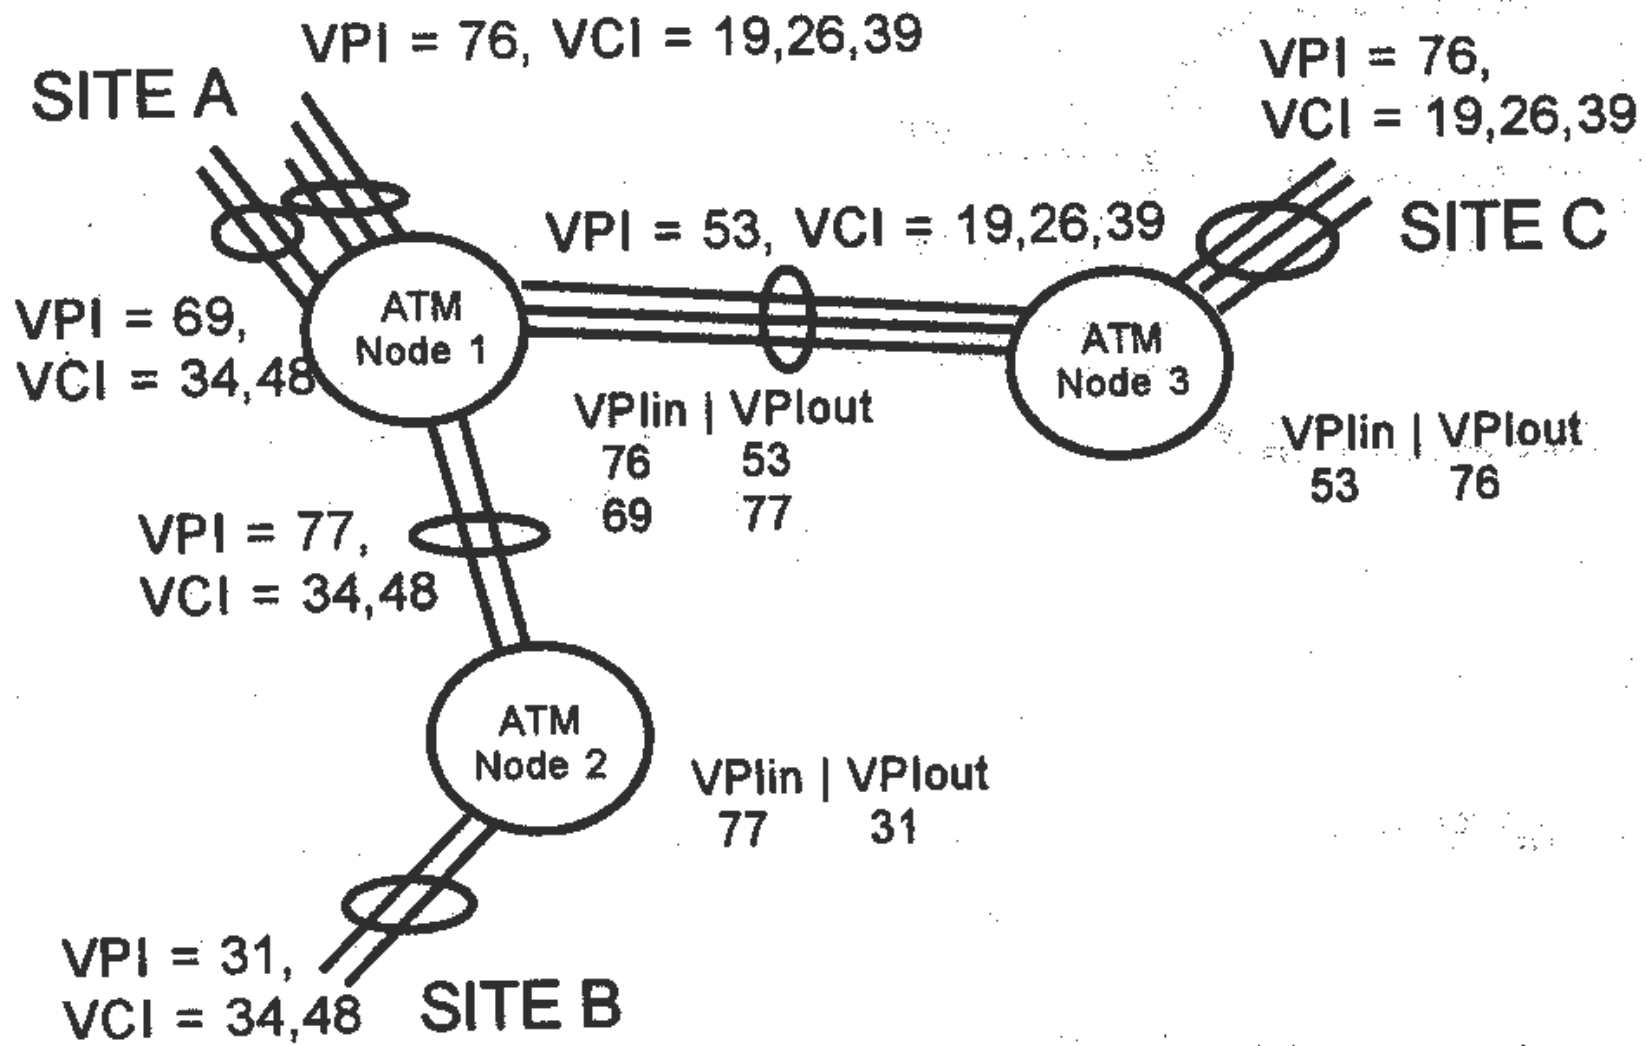 VPI = 76, VCI = 19,26,39
SITE A
VPI = 76,
VCI = 19,26,39
SITE C
VPI = 53, VCI = 19,26,39
ATM
Node 1
VPI = 69,
VCI = 34,48
ATM
Node 3
VPIin | VPIout
76 53
69 77
VPIin | VPIout
53 76
VPI = 77,
VCI = 34,48
ATM
Node 2
VPIin | VPIout
77 31
VPI = 31,
VCI = 34,48
SITE B